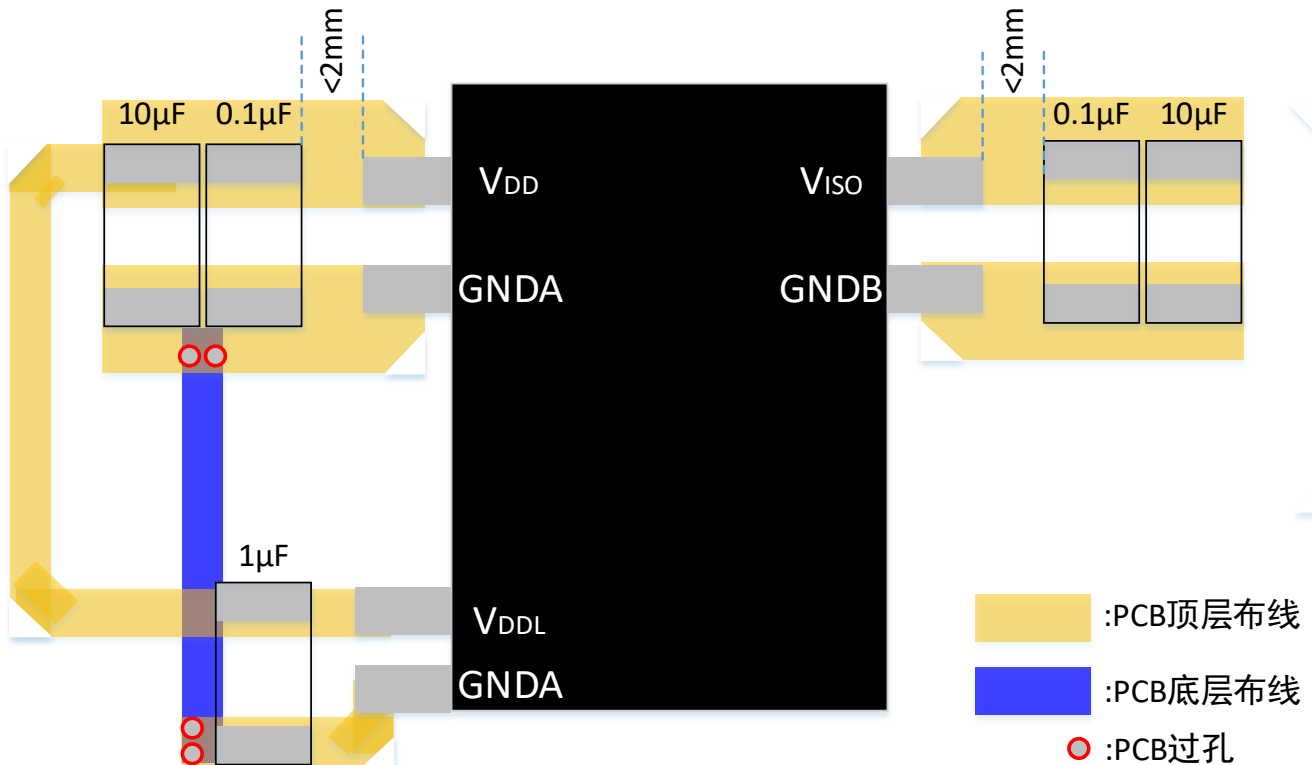 <2mm
<2mm
10μF
0.1μF
0.1μF
10μF
VDD
VISO
GNDA
GNDB
1μF
VDDL
GNDA
:PCB顶层布线
:PCB底层布线
:PCB过孔